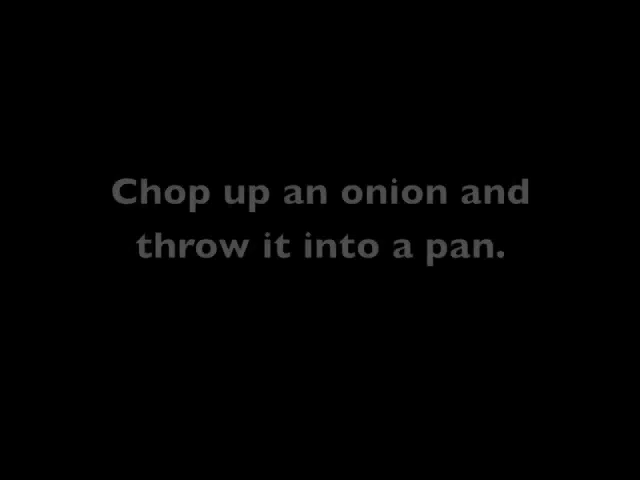 Chop up an onion and
throw it into a pan.